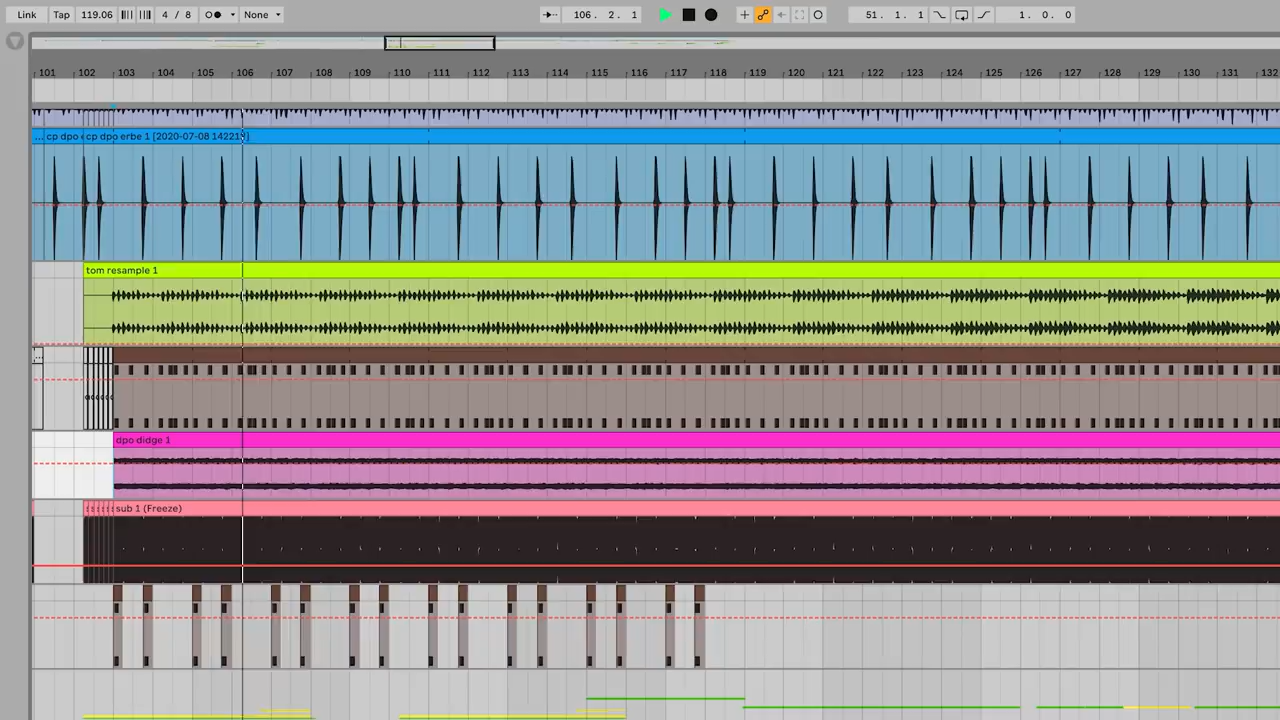 Link Tap 119.06 4 / 8 None 106. 2. 1 51. 1. 1 1. 0. 0
101 102 103 104 105 106 107 108 109 110 111 112 113 114 115 116 117 118 119 120 121 122 123 124 125 126 127 128 129 130 131 132
... cp dpo cp dpo erbe 1 [2020-07-08 14221
tom resample 1
...
dpo didge 1
sub 1 (Freeze)